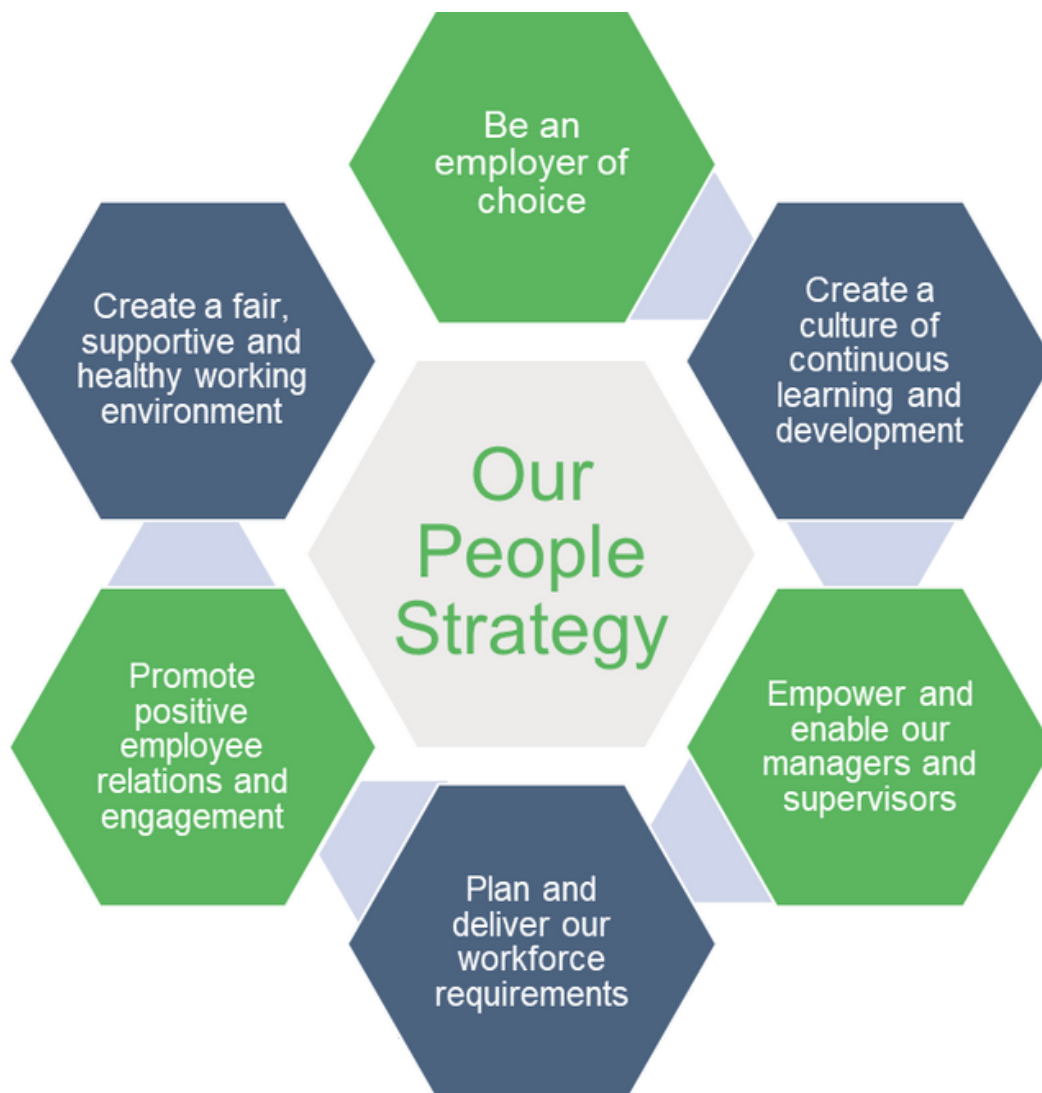 Be an
employer of
choice
Create a
culture of
continuous
learning and
development
Empower and
enable our
managers and
supervisors
Plan and
deliver our
workforce
requirements
Promote
positive
employee
relations and
engagement
Create a fair,
supportive and
healthy working
environment
Our
People
Strategy